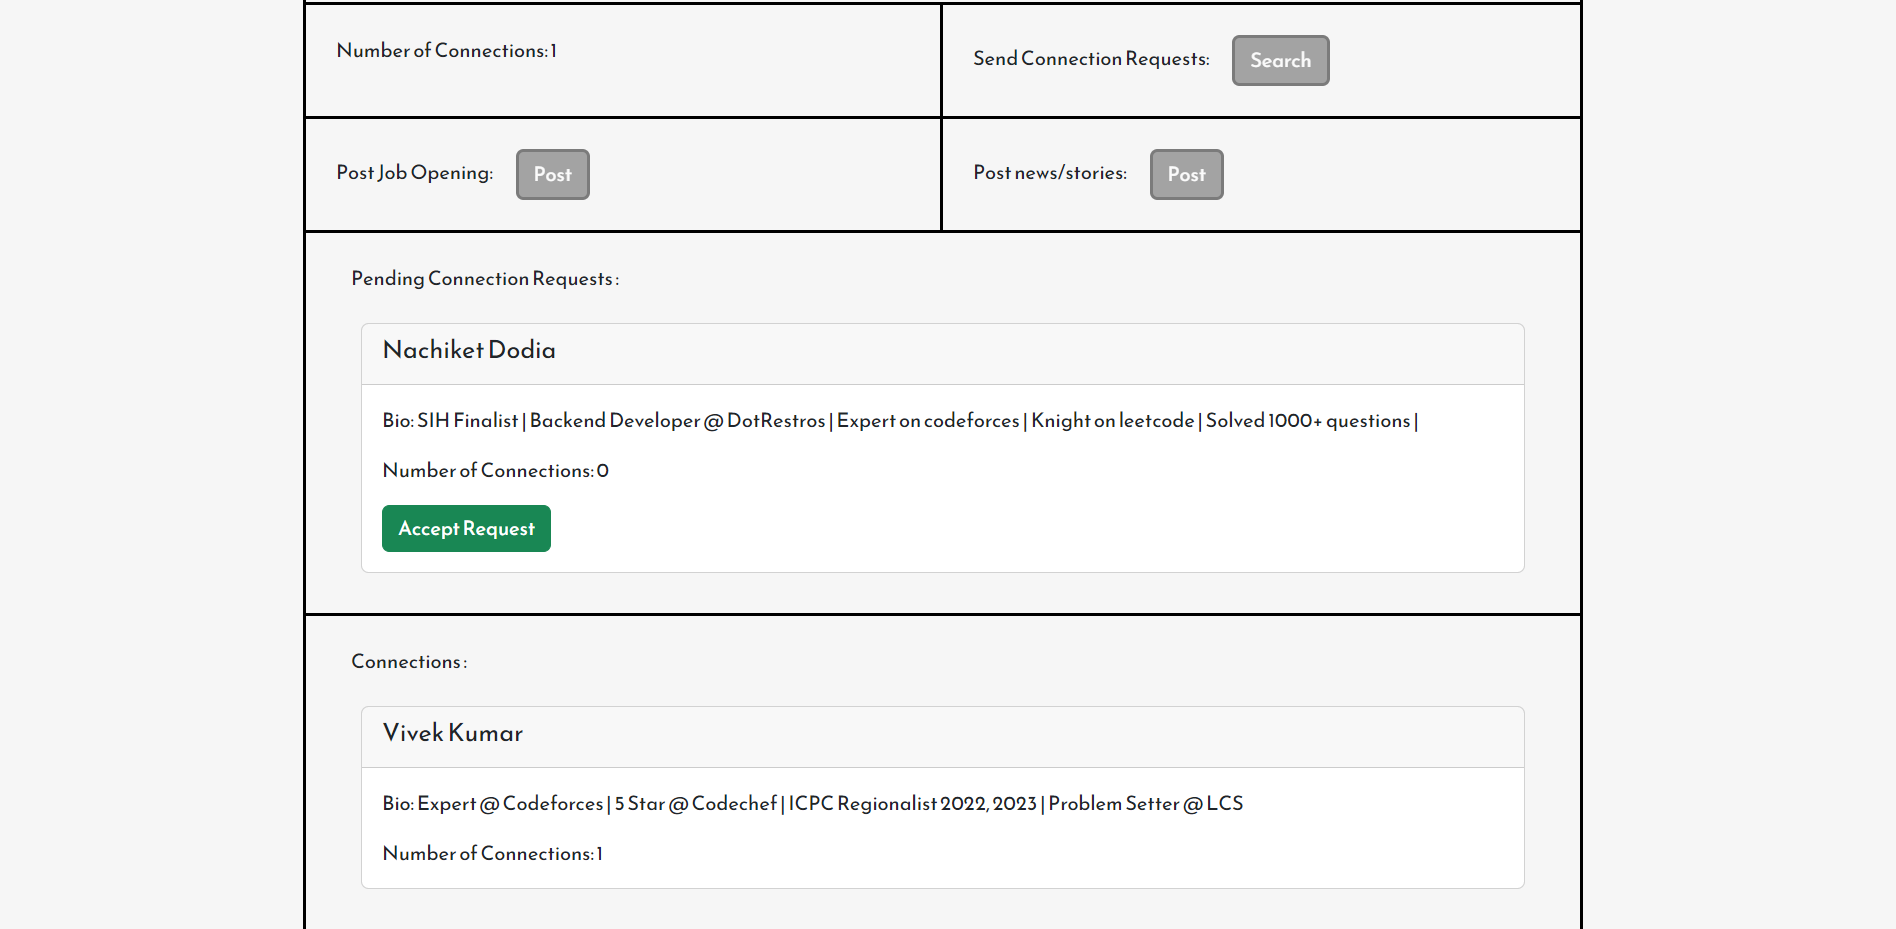 Number of Connections: 1
Send Connection Requests: Search
Post Job Opening: Post
Post news/stories: Post
Pending Connection Requests :
Nachiket Dodia
Bio: SIH Finalist | Backend Developer @ DotRestros | Expert on codeforces | Knight on leetcode | Solved 1000+ questions |
Number of Connections: 0
Accept Request
Connections :
Vivek Kumar
Bio: Expert @ Codeforces | 5 Star @ Codechef | ICPC Regionalist 2022, 2023 | Problem Setter @ LCS
Number of Connections: 1